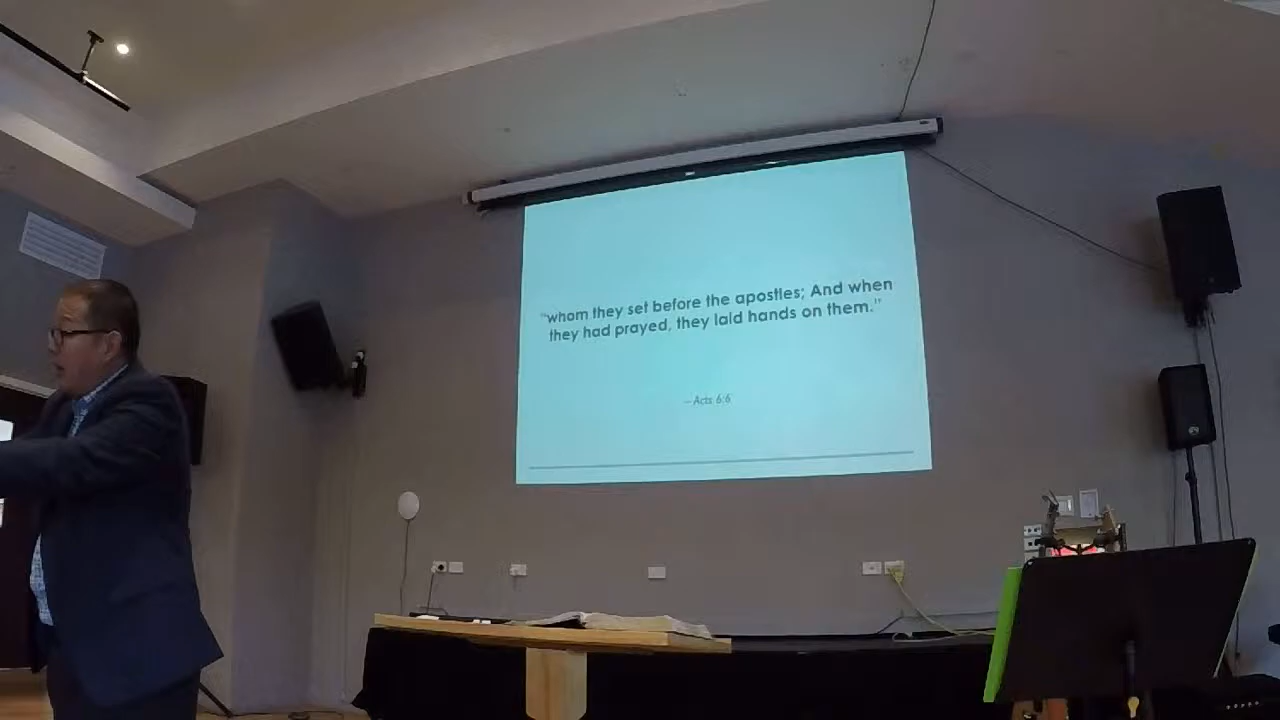 "whom they set before the apostles; And when
they had prayed, they laid hands on them."
–Acts 6:6